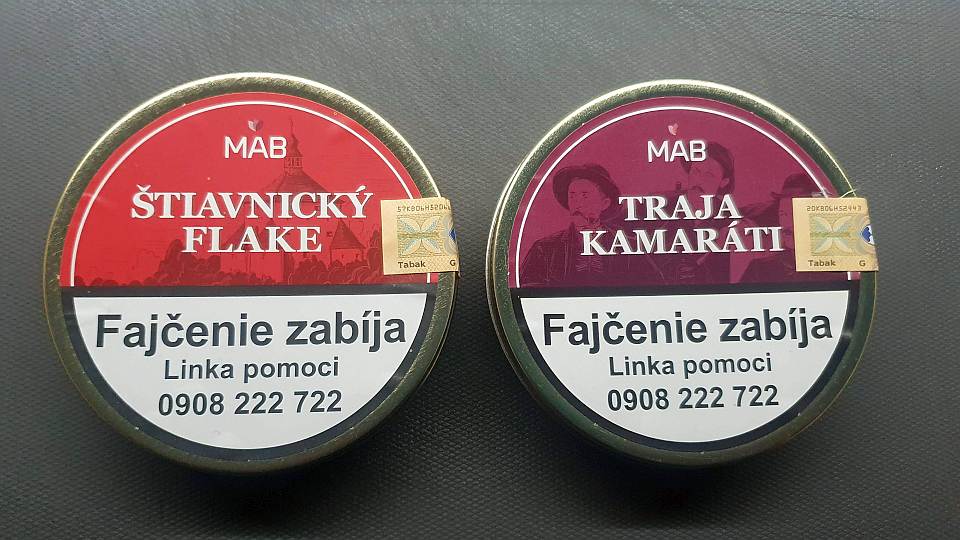 MAB
ŠTIAVNICKÝ
FLAKE
Tabak G
Fajčenie zabíja
Linka pomoci
0908 222 722
MAB
TRAJA
KAMARÁTI
20KB06H52443
Tabak G
Fajčenie zabíja
Linka pomoci
0908 222 722